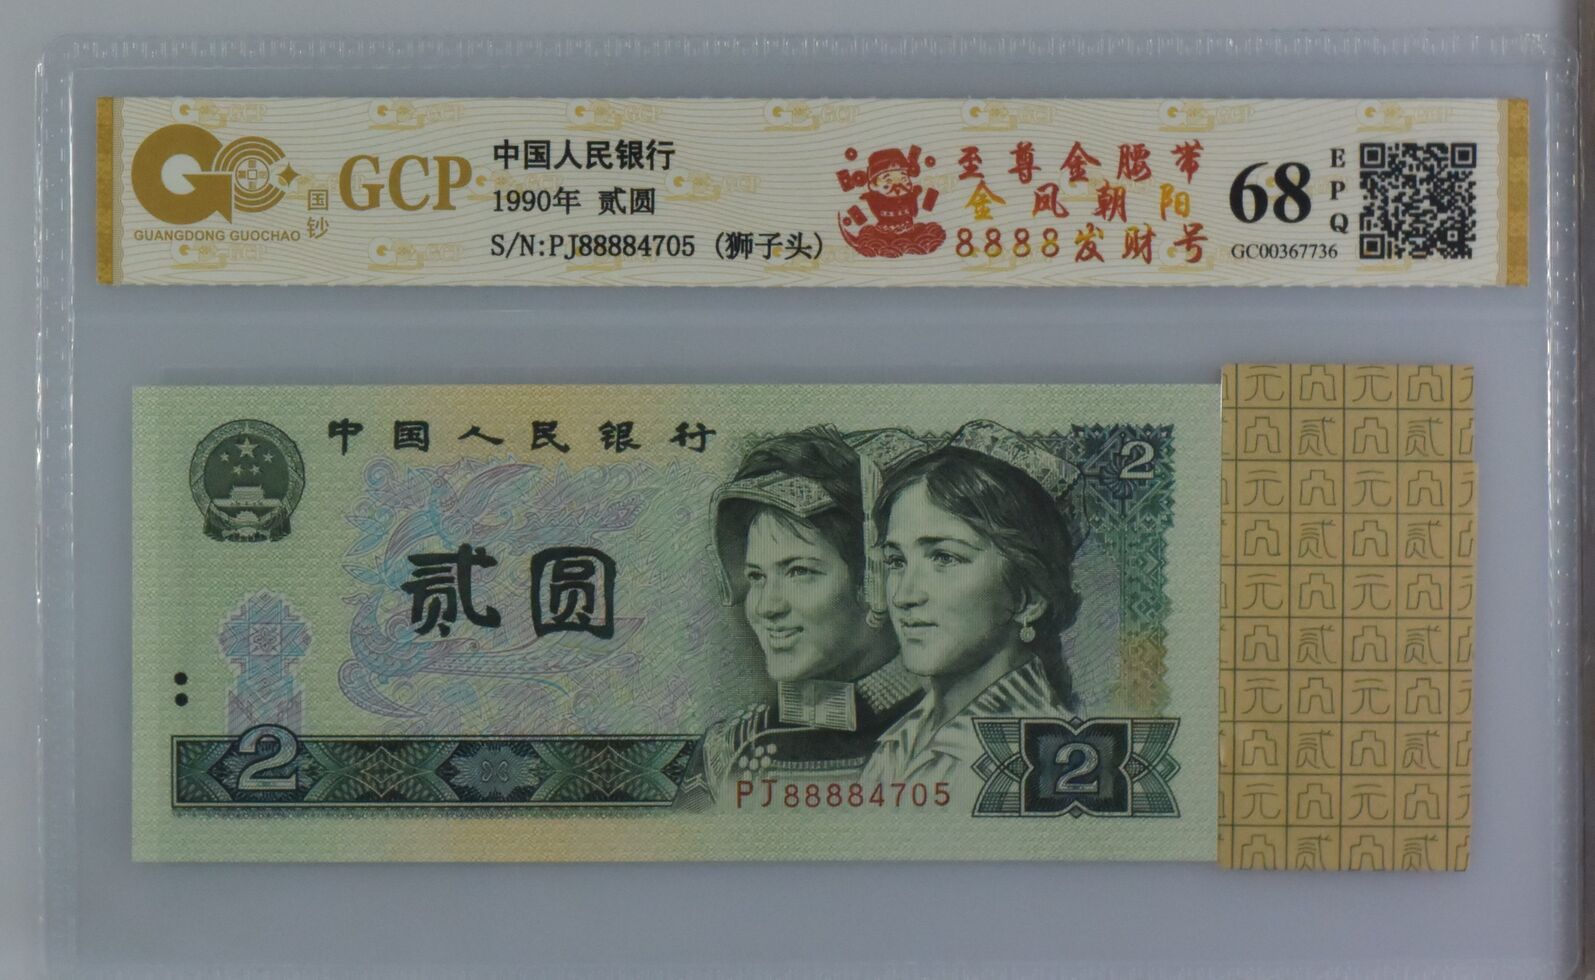 GCP
国钞
GUANGDONG GUOCHAO
中国人民银行
1990年 贰圆
S/N:PJ88884705 (狮子头)
至尊金腰带
金凤朝阳
8888发财号
68
EPQ
GC00367736
中国人民银行
贰圆
2
2
PJ88884705
2